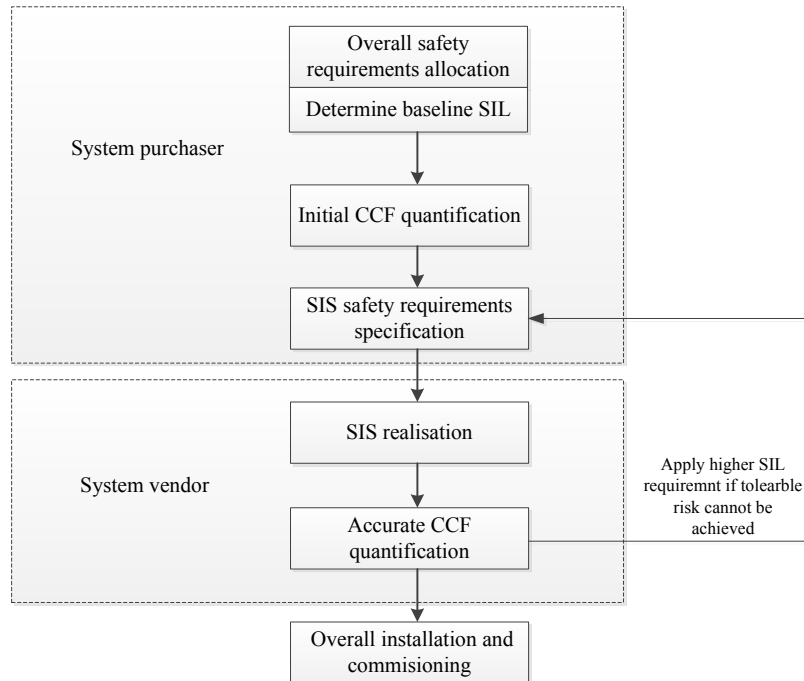 Overall safety
requirements allocation
Determine baseline SIL
System purchaser
Initial CCF quantification
SIS safety requirements
specification
SIS realisation
System vendor
Apply higher SIL
requiremnt if tolearble
risk cannot be
achieved
Accurate CCF
quantification
Overall installation and
commisioning